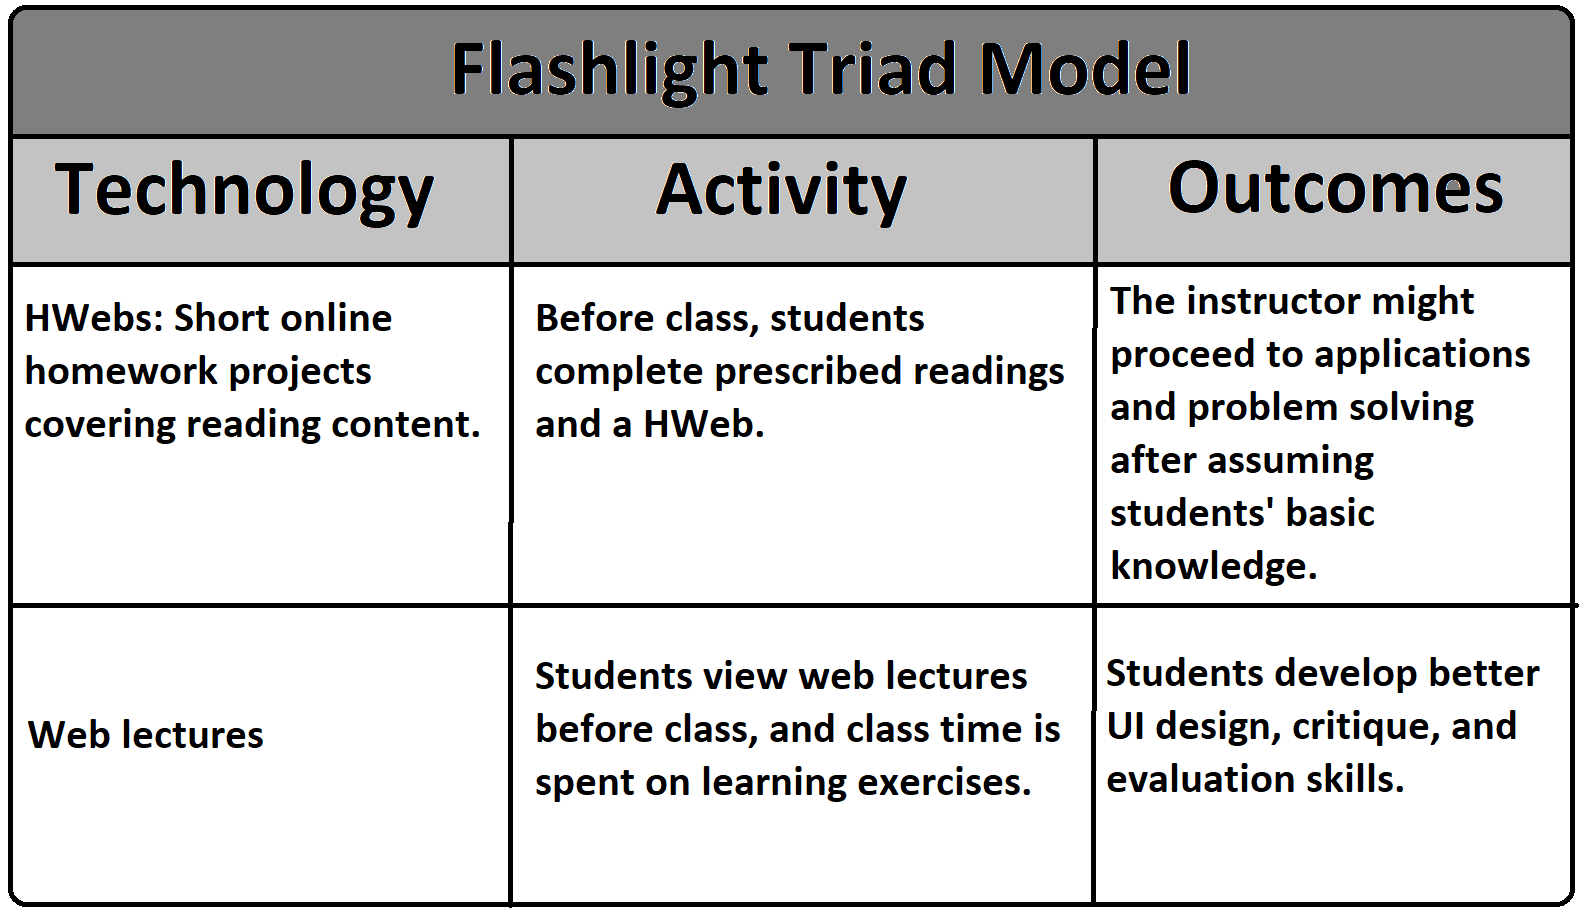 Flashlight Triad Model
Technology
Activity
Outcomes
HWebs: Short online
homework projects
covering reading content.
Before class, students
complete prescribed readings
and a HWeb.
The instructor might
proceed to applications
and problem solving
after assuming
students' basic
knowledge.
Web lectures
Students view web lectures
before class, and class time is
spent on learning exercises.
Students develop better
UI design, critique, and
evaluation skills.